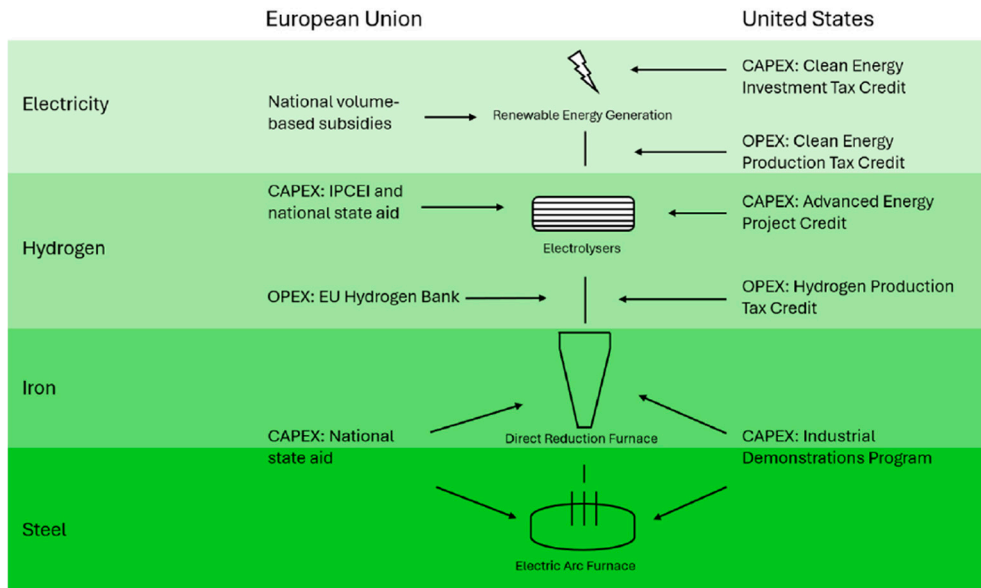 European Union
United States
Electricity
National volume-
based subsidies
Renewable Energy Generation
CAPEX: Clean Energy
Investment Tax Credit
OPEX: Clean Energy
Production Tax Credit
Hydrogen
CAPEX: IPCEI and
national state aid
Electrolysers
CAPEX: Advanced Energy
Project Credit
OPEX: EU Hydrogen Bank
OPEX: Hydrogen Production
Tax Credit
Iron
CAPEX: National
state aid
Direct Reduction Furnace
CAPEX: Industrial
Demonstrations Program
Steel
Electric Arc Furnace